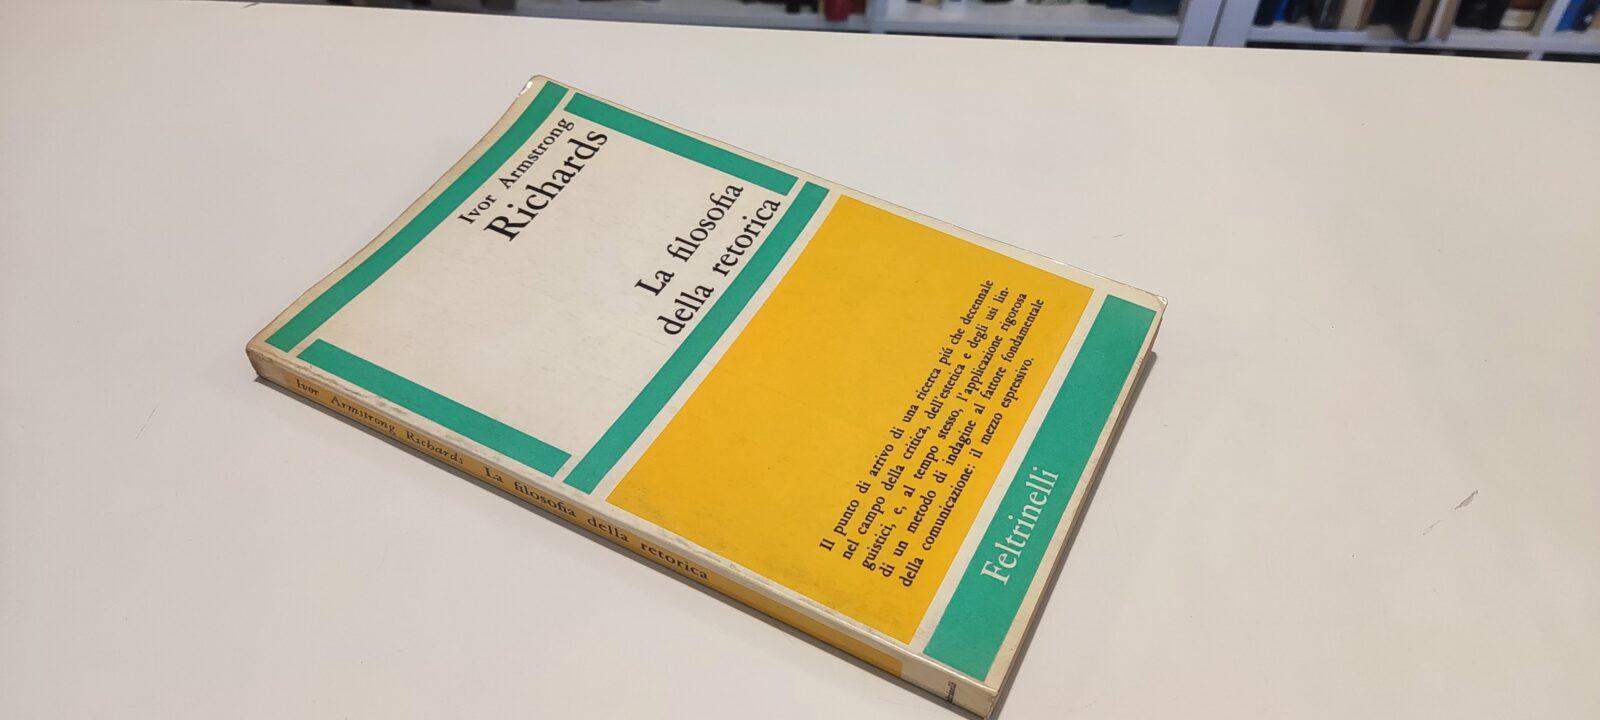 Ivor Armstrong
Richards
La filosofia
della retorica
Il punto di arrivo di una ricerca piú che decennale
nel campo della critica, dell'estetica e degli usi lin-
guistici, e, al tempo stesso, l'applicazione rigorosa
di un metodo di indagine al fattore fondamentale
della comunicazione: il mezzo espressivo.
Feltrinelli
Ivor Armstrong Richards La filosofia della retorica